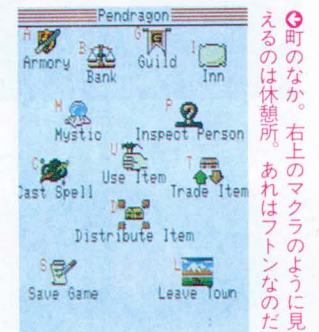 Pendragon
A
Armory
B
Bank
G
Guild
I
Inn
M
Mystic
P
Inspect Person
C
Cast Spell
U
Use Item
T
Trade Item
D
Distribute Item
S
Save Game
L
Leave Town
町のなか。右上のマクラのように見
えるのは休憩所。あれはフトンなのだ